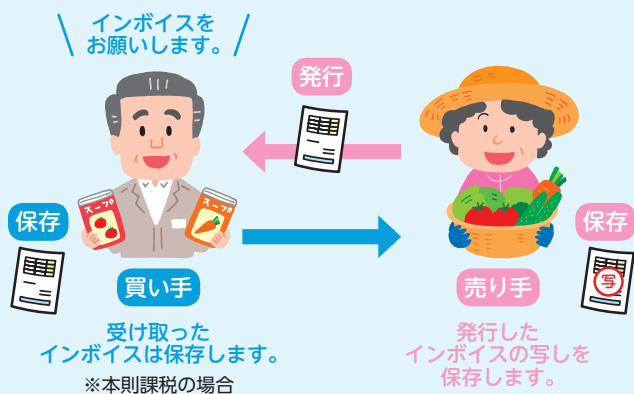 インボイスを
お願いします。
発行
スープ
スープ
保存
買い手
受け取った
インボイスは保存します。
※本則課税の場合
売り手
保存
写
発行した
インボイスの写しを
保存します。